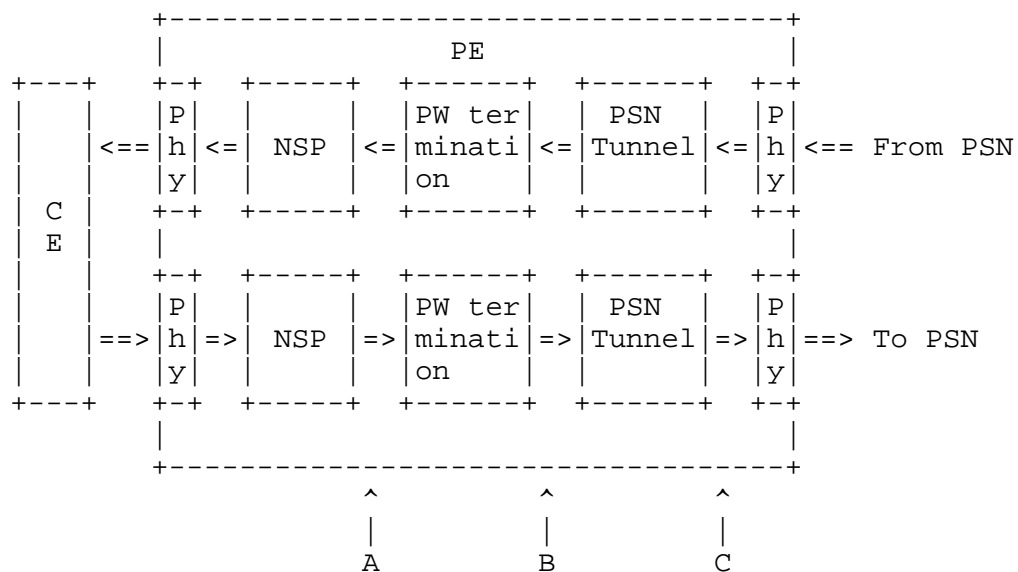 PE
P PW ter PSN P
<== h <= NSP <= minati <= Tunnel <= h <== From PSN
y on y
C
E
P PW ter PSN P
==> h => NSP => minati => Tunnel => h ==> To PSN
y on y
^ ^ ^
A B C